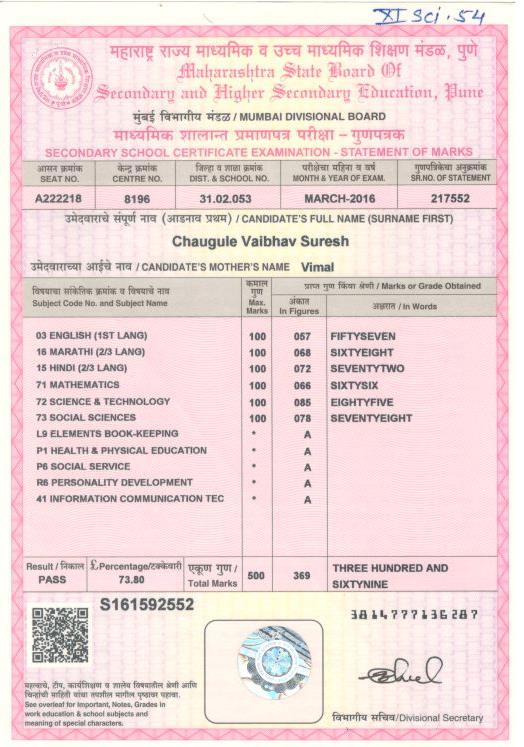 XI Sci. 54
महाराष्ट्र राज्य माध्यमिक व उच्च माध्यमिक शिक्षण मंडळ, पुणे
Maharashtra State Board Of
Secondary and Higher Secondary Education, Pune
मुंबई विभागीय मंडळ / MUMBAI DIVISIONAL BOARD
माध्यमिक शालान्त प्रमाणपत्र परीक्षा – गुणपत्रक
SECONDARY SCHOOL CERTIFICATE EXAMINATION - STATEMENT OF MARKS
आसन क्रमांक केन्द्र क्रमांक जिल्हा व शाळा क्रमांक परीक्षेचा महिना व वर्ष गुणपत्रिकेचा अनुक्रमांक
SEAT NO. CENTRE NO. DIST. & SCHOOL NO. MONTH & YEAR OF EXAM. SR.NO. OF STATEMENT
A222218 8196 31.02.053 MARCH-2016 217552
उमेदवाराचे संपूर्ण नाव (आडनाव प्रथम) / CANDIDATE'S FULL NAME (SURNAME FIRST)
Chaugule Vaibhav Suresh
उमेदवाराच्या आईचे नाव / CANDIDATE'S MOTHER'S NAME Vimal
विषयाचा सांकेतिक क्रमांक व विषयाचे नाव
Subject Code No. and Subject Name
कमाल
गुण
Max.
Marks
प्राप्त गुण किंवा श्रेणी / Marks or Grade Obtained
अंकात
In Figures
अक्षरात / In Words
03 ENGLISH (1ST LANG) 100 057 FIFTYSEVEN
16 MARATHI (2/3 LANG) 100 068 SIXTYEIGHT
15 HINDI (2/3 LANG) 100 072 SEVENTYTWO
71 MATHEMATICS 100 066 SIXTYSIX
72 SCIENCE & TECHNOLOGY 100 085 EIGHTYFIVE
73 SOCIAL SCIENCES 100 078 SEVENTYEIGHT
L9 ELEMENTS BOOK-KEEPING * A
P1 HEALTH & PHYSICAL EDUCATION * A
P6 SOCIAL SERVICE * A
R6 PERSONALITY DEVELOPMENT * A
41 INFORMATION COMMUNICATION TEC * A
Result / निकाल £Percentage/टक्केवारी एकूण गुण / 500 369 THREE HUNDRED AND
PASS 73.80 Total Marks SIXTYNINE
S161592552
3814777136287
महत्वाचे, टीप, कार्यशिक्षण व शालेय विषयातील श्रेणी आणि
चिन्हांची माहिती यांचा तपशील मागील पृष्ठावर पहावा.
See overleaf for Important, Notes, Grades in
work education & school subjects and
meaning of special characters.
विभागीय सचिव/Divisional Secretary